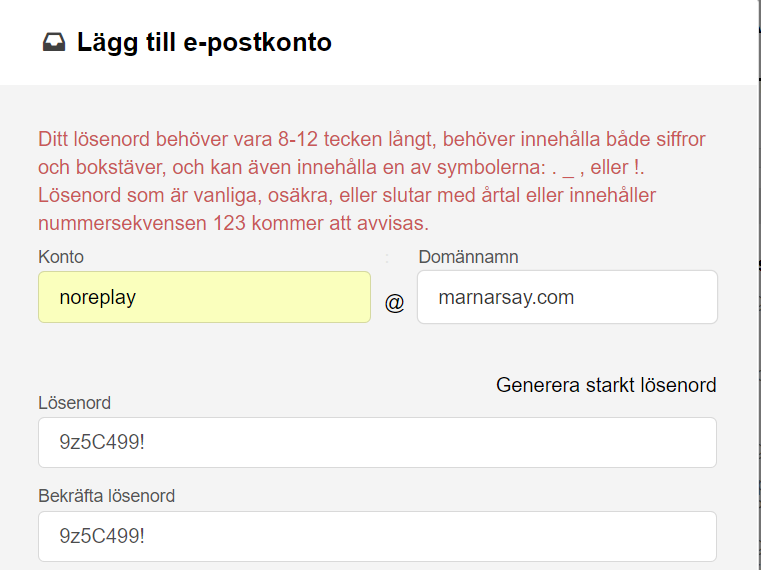 Lägg till e-postkonto
Ditt lösenord behöver vara 8-12 tecken långt, behöver innehålla både siffror
och bokstäver, och kan även innehålla en av symbolerna: . _ , eller !.
Lösenord som är vanliga, osäkra, eller slutar med årtal eller innehåller
nummersekvensen 123 kommer att avvisas.
Konto : Domännamn
noreplay @ marnarsay.com
Generera starkt lösenord
Lösenord
9z5C499!
Bekräfta lösenord
9z5C499!